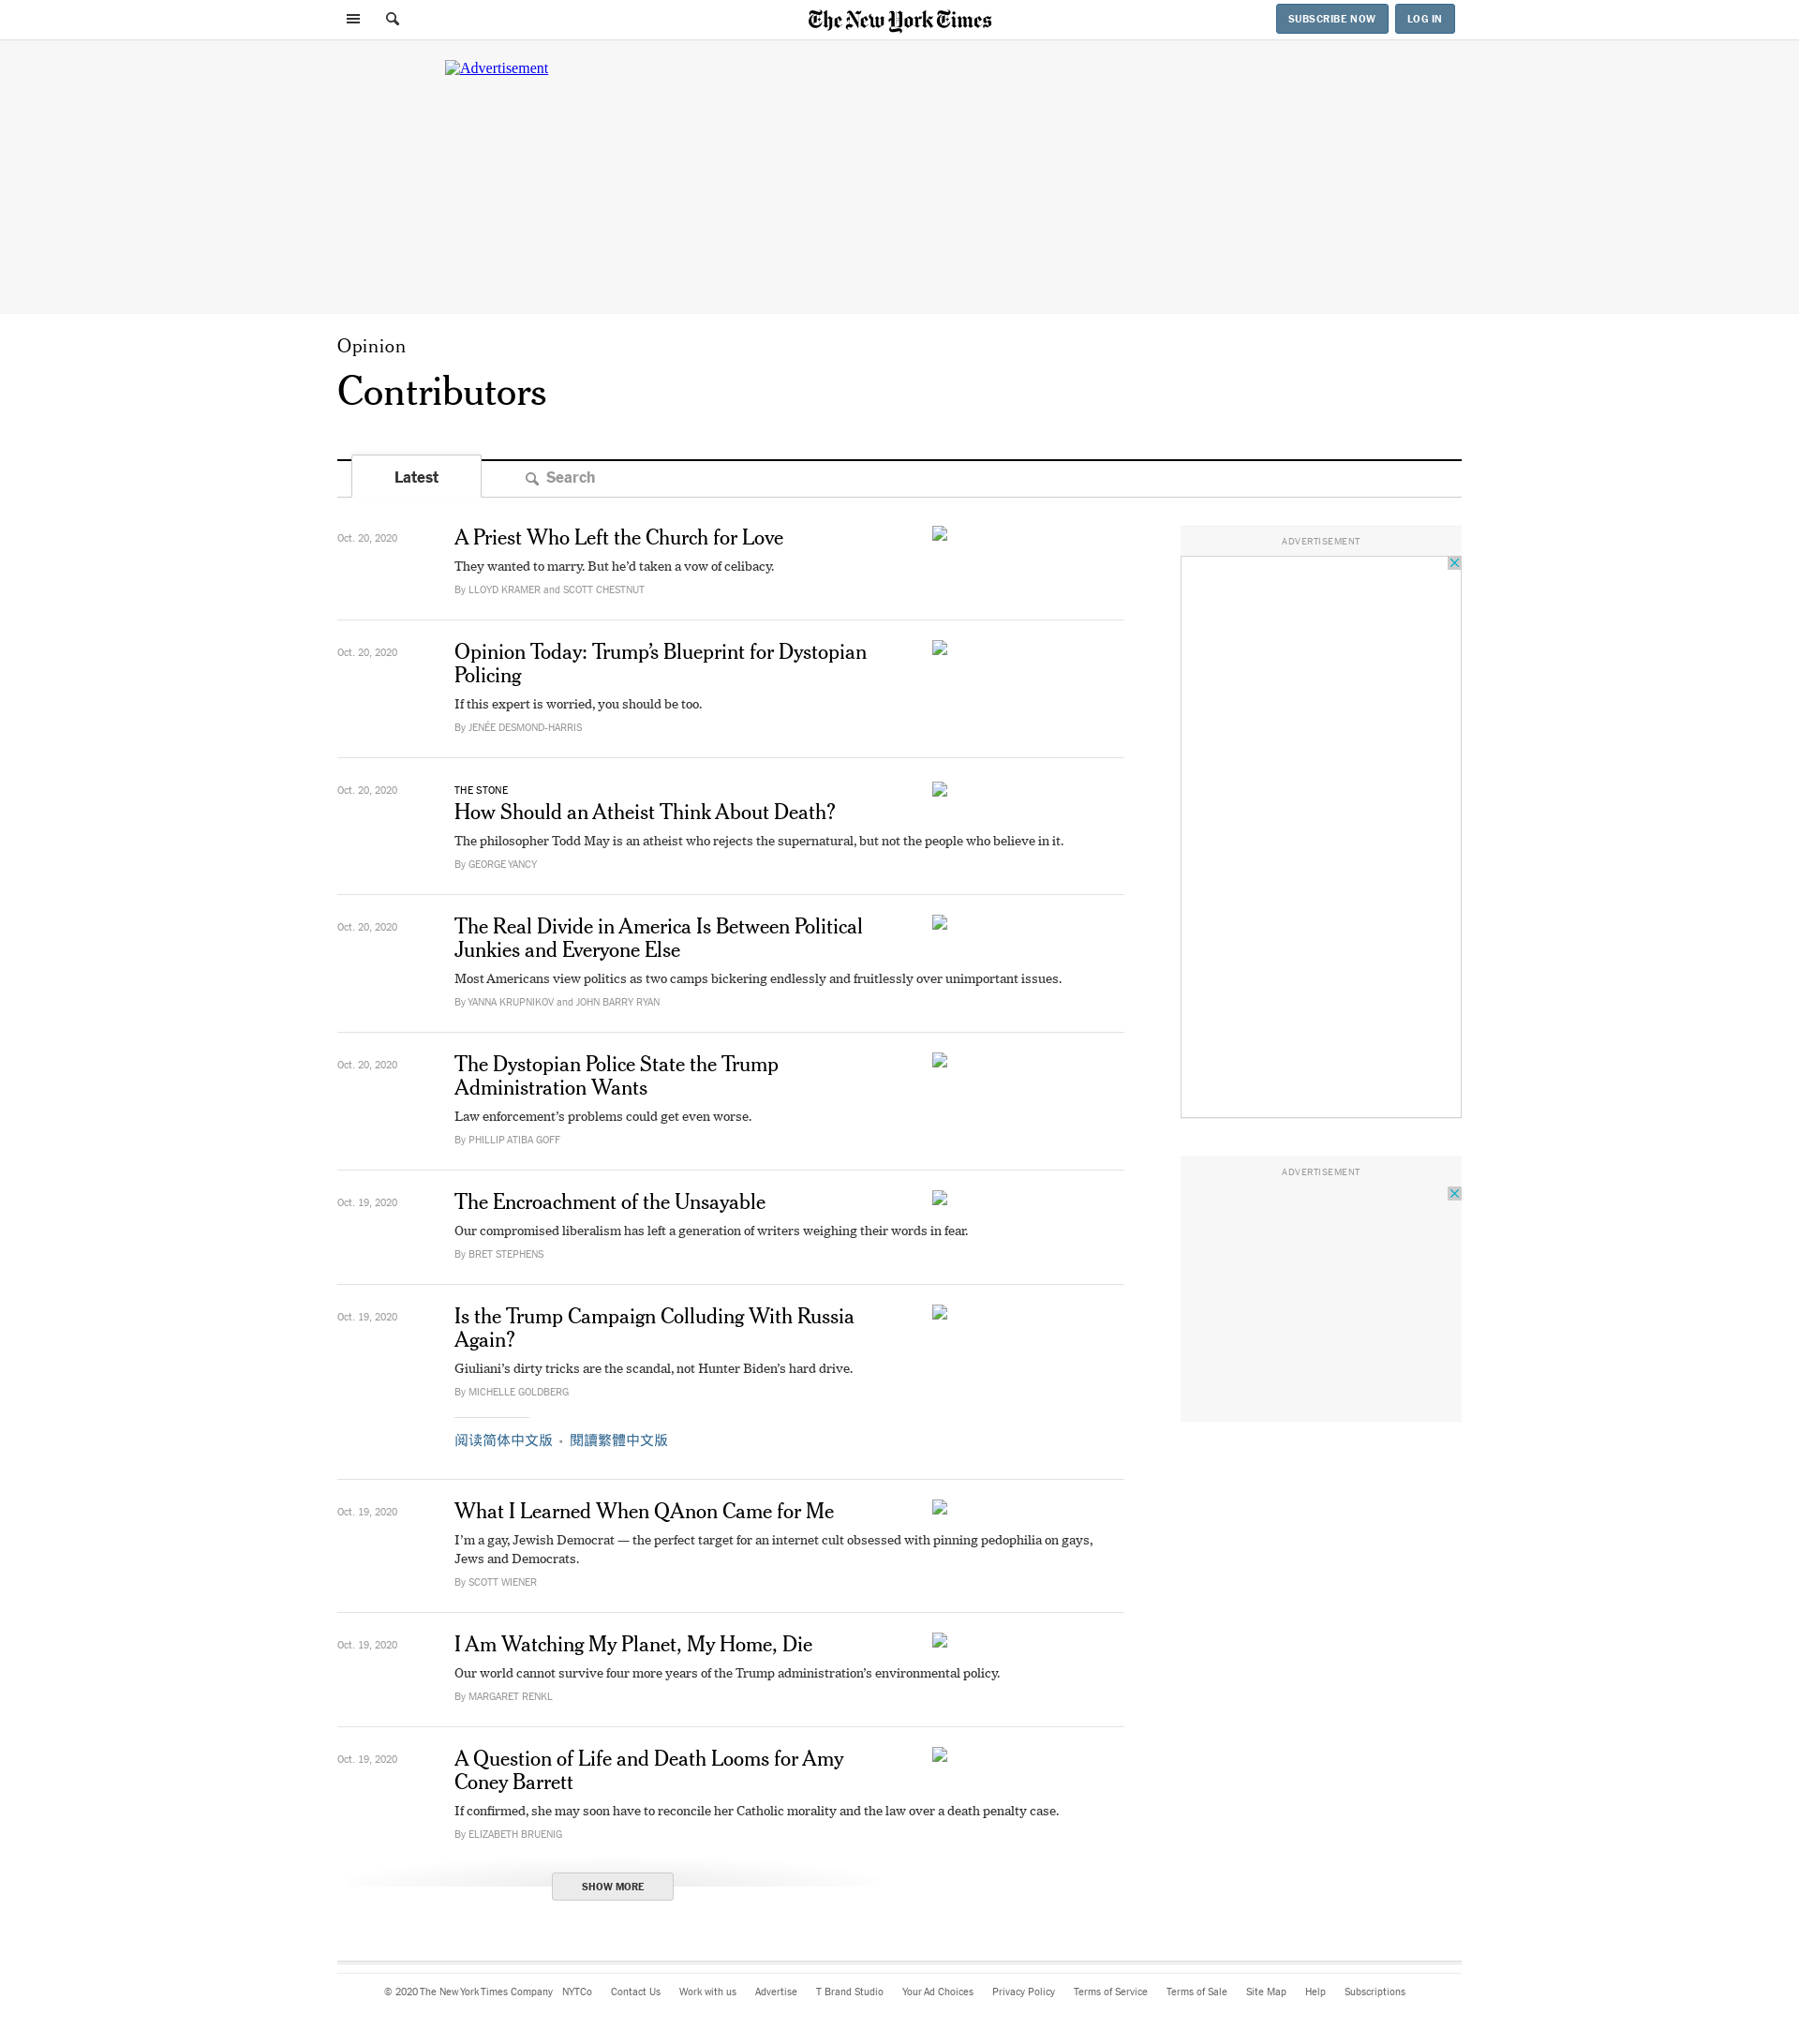 The New York Times
SUBSCRIBE NOW
LOG IN
Advertisement
Opinion
Contributors
Latest
Search
Oct. 20, 2020
A Priest Who Left the Church for Love
They wanted to marry. But he’d taken a vow of celibacy.
By LLOYD KRAMER and SCOTT CHESTNUT
Oct. 20, 2020
Opinion Today: Trump’s Blueprint for Dystopian
Policing
If this expert is worried, you should be too.
By JENÉE DESMOND-HARRIS
Oct. 20, 2020
THE STONE
How Should an Atheist Think About Death?
The philosopher Todd May is an atheist who rejects the supernatural, but not the people who believe in it.
By GEORGE YANCY
Oct. 20, 2020
The Real Divide in America Is Between Political
Junkies and Everyone Else
Most Americans view politics as two camps bickering endlessly and fruitlessly over unimportant issues.
By YANNA KRUPNIKOV and JOHN BARRY RYAN
Oct. 20, 2020
The Dystopian Police State the Trump
Administration Wants
Law enforcement’s problems could get even worse.
By PHILLIP ATIBA GOFF
Oct. 19, 2020
The Encroachment of the Unsayable
Our compromised liberalism has left a generation of writers weighing their words in fear.
By BRET STEPHENS
Oct. 19, 2020
Is the Trump Campaign Colluding With Russia
Again?
Giuliani’s dirty tricks are the scandal, not Hunter Biden’s hard drive.
By MICHELLE GOLDBERG
阅读简体中文版 • 閱讀繁體中文版
Oct. 19, 2020
What I Learned When QAnon Came for Me
I’m a gay, Jewish Democrat — the perfect target for an internet cult obsessed with pinning pedophilia on gays,
Jews and Democrats.
By SCOTT WIENER
Oct. 19, 2020
I Am Watching My Planet, My Home, Die
Our world cannot survive four more years of the Trump administration’s environmental policy.
By MARGARET RENKL
Oct. 19, 2020
A Question of Life and Death Looms for Amy
Coney Barrett
If confirmed, she may soon have to reconcile her Catholic morality and the law over a death penalty case.
By ELIZABETH BRUENIG
SHOW MORE
ADVERTISEMENT
ADVERTISEMENT
© 2020 The New York Times Company NYTCo Contact Us Work with us Advertise T Brand Studio Your Ad Choices Privacy Policy Terms of Service Terms of Sale Site Map Help Subscriptions